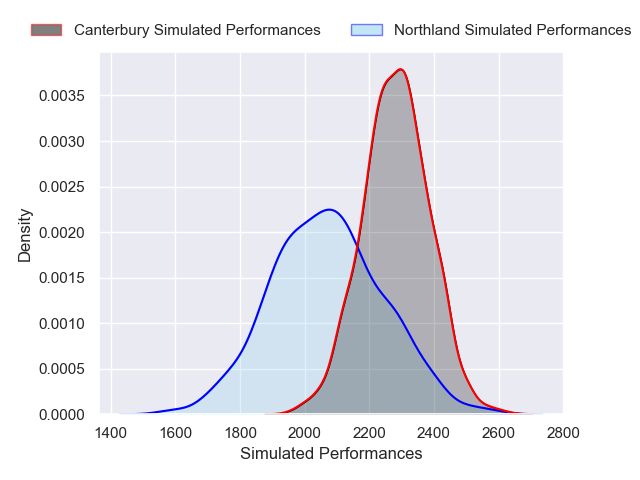 Canterbury Simulated Performances Northland Simulated Performances
0.0035
0.0030
0.0025
0.0020
0.0015
0.0010
0.0005
0.0000
Density
1400 1600 1800 2000 2200 2400 2600 2800
Simulated Performances